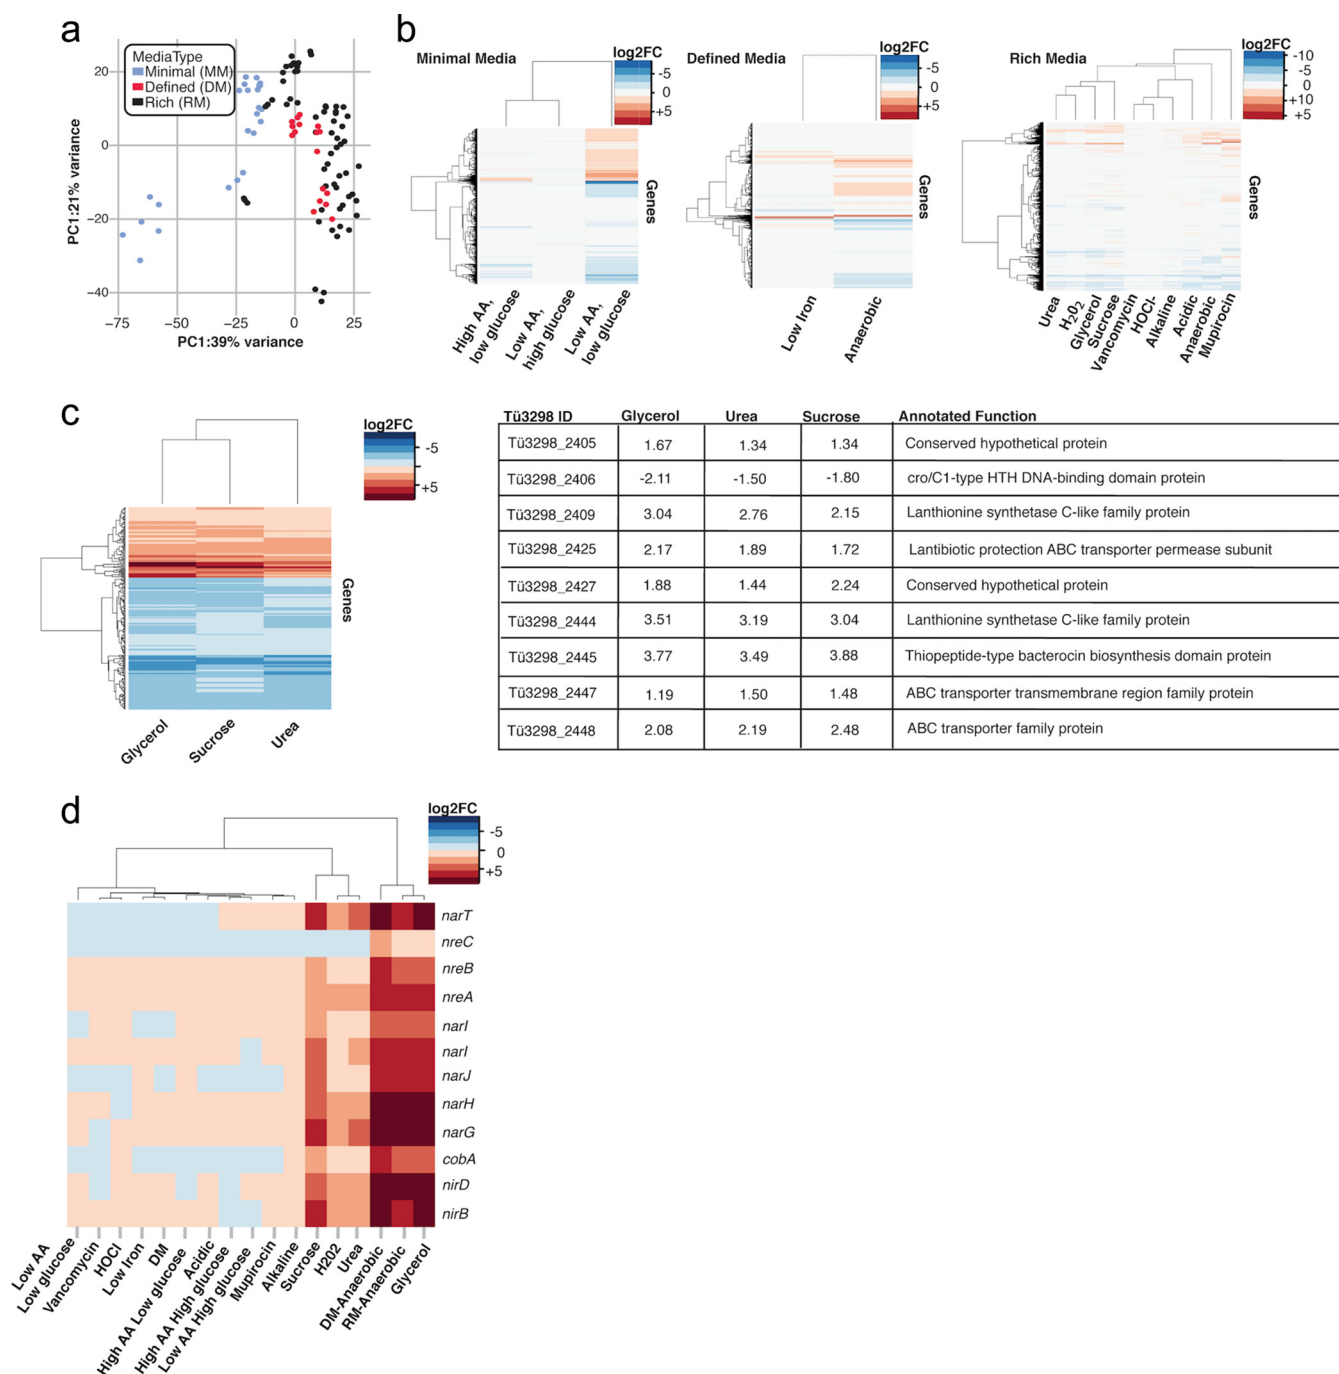 a
MediaType
Minimal (MM)
Defined (DM)
Rich (RM)
20
0
−20
−40
PC1:21% variance
−75
−50
−25
0
25
PC1:39% variance
b
Minimal Media
log2FC
-5
0
+5
Genes
High AA,
low glucose
Low AA,
high glucose
Low AA,
low glucose
Defined Media
log2FC
-5
0
+5
Genes
Low Iron
Anaerobic
Rich Media
log2FC
-10
-5
0
+10
+5
Genes
Urea
H2O2
Glycerol
Sucrose
Vancomycin
HOCl-
Alkaline
Acidic
Anaerobic
Mupirocin
c
log2FC
-5
+5
Genes
Glycerol
Sucrose
Urea
Tü3298 ID Glycerol Urea Sucrose Annotated Function
Tü3298_2405 1.67 1.34 1.34 Conserved hypothetical protein
Tü3298_2406 -2.11 -1.50 -1.80 cro/C1-type HTH DNA-binding domain protein
Tü3298_2409 3.04 2.76 2.15 Lanthionine synthetase C-like family protein
Tü3298_2425 2.17 1.89 1.72 Lantibiotic protection ABC transporter permease subunit
Tü3298_2427 1.88 1.44 2.24 Conserved hypothetical protein
Tü3298_2444 3.51 3.19 3.04 Lanthionine synthetase C-like family protein
Tü3298_2445 3.77 3.49 3.88 Thiopeptide-type bacterocin biosynthesis domain protein
Tü3298_2447 1.19 1.50 1.48 ABC transporter transmembrane region family protein
Tü3298_2448 2.08 2.19 2.48 ABC transporter family protein
d
log2FC
-5
0
+5
narT
nreC
nreB
nreA
narI
narI
narJ
narH
narG
cobA
nirD
nirB
Low AA
Low glucose
Vancomycin
HOCl
Low Iron
DM
High AA Low glucose
Acidic
High AA High glucose
Low AA High glucose
Mupirocin
Alkaline
Sucrose
H202
Urea
DM-Anaerobic
RM-Anaerobic
Glycerol